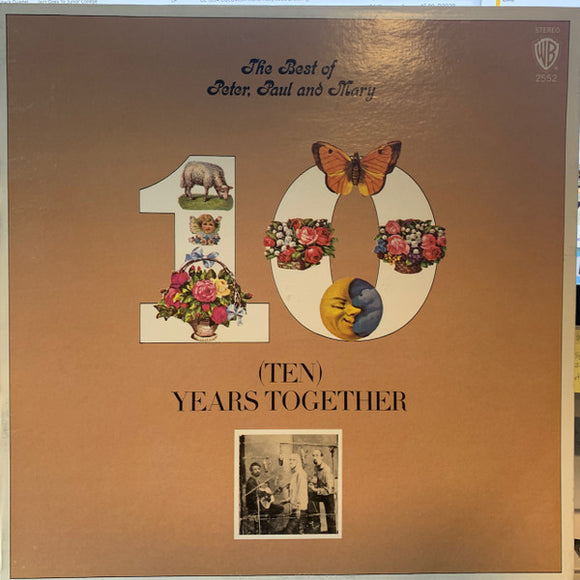 The Best of
Peter, Paul and Mary
STEREO
WB
2552
10
(TEN)
YEARS TOGETHER